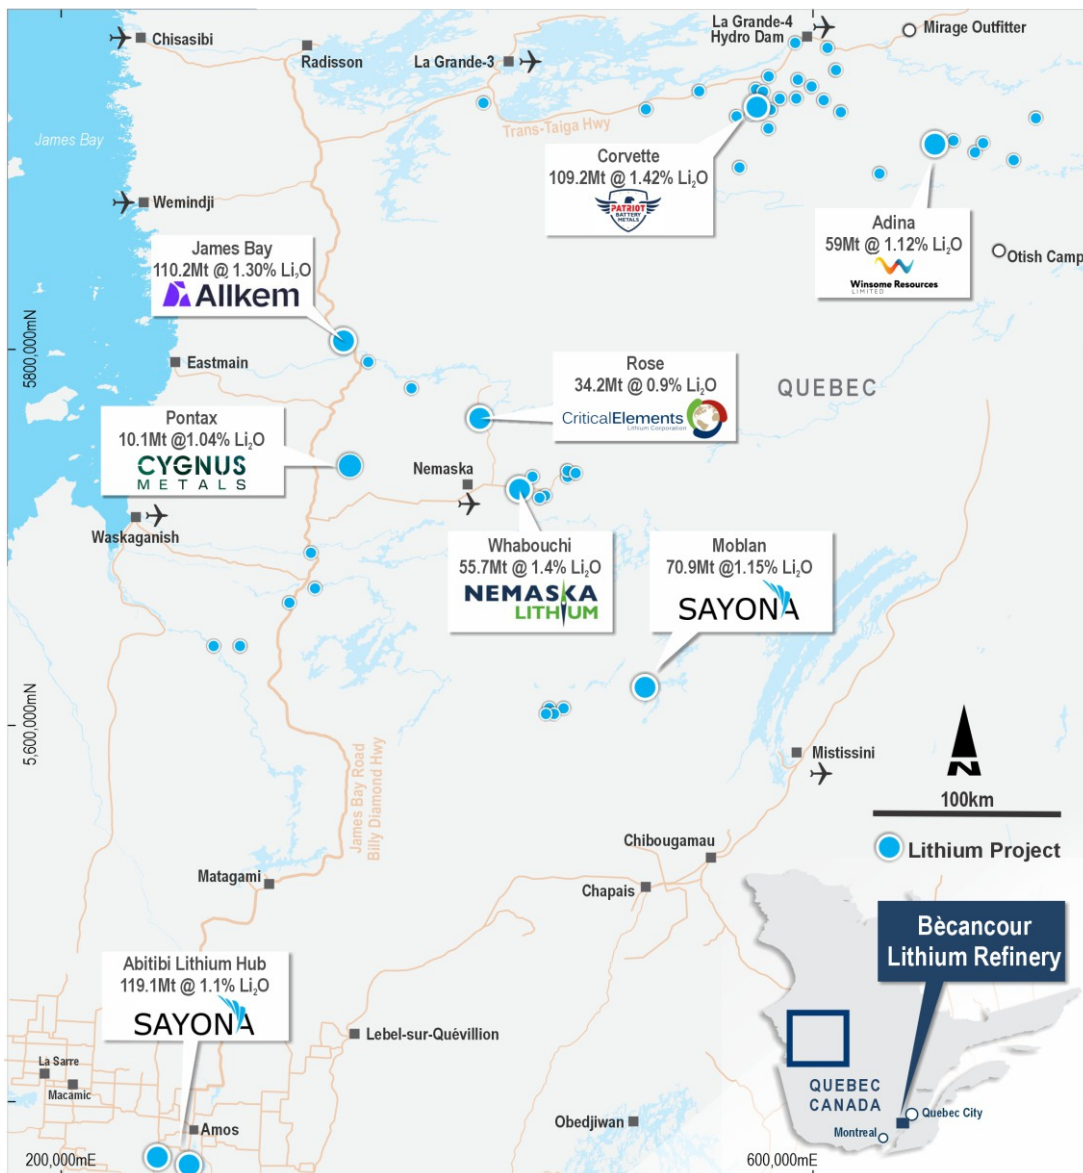 La Grande-4
Hydro Dam
Mirage Outfitter
Chisasibi
Radisson
La Grande-3
Trans-Taiga Hwy
James Bay
Corvette
109.2Mt @ 1.42% Li₂O
PATRIOT
BATTERY
METALS
Wemindji
Adina
59Mt @ 1.12% Li₂O
Winsome Resources
LIMITED
Otish Camp
James Bay
110.2Mt @ 1.30% Li₂O
Allkem
5800,000mN
Eastmain
Rose
34.2Mt @ 0.9% Li₂O
CriticalElements
Lithium Corporation
QUEBEC
Pontax
10.1Mt @1.04% Li₂O
CYGNUS
METALS
Nemaska
Waskaganish
Whabouchi
55.7Mt @ 1.4% Li₂O
NEMASKA
LITHIUM
Moblan
70.9Mt @1.15% Li₂O
SAYONA
5,600,000mN
Mistissini
N
100km
Lithium Project
James Bay Road
Billy Diamond Hwy
Chibougamau
Matagami
Chapais
Bècancour
Lithium Refinery
Abitibi Lithium Hub
119.1Mt @ 1.1% Li₂O
SAYONA
Lebel-sur-Quévillion
La Sarre
Macamic
QUEBEC
CANADA
Quebec City
Montreal
Amos
Obedjiwan
200,000mE
600,000mE